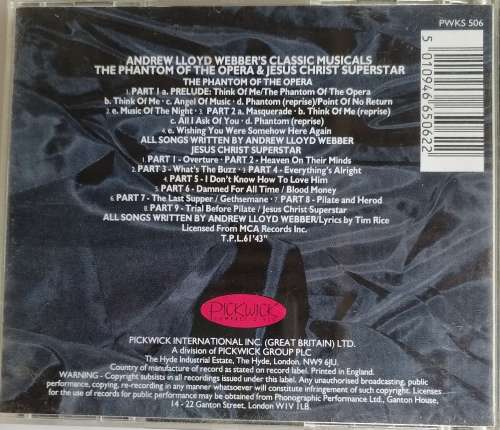 PWKS 506
ANDREW LLOYD WEBBER'S CLASSIC MUSICALS
THE PHANTOM OF THE OPERA & JESUS CHRIST SUPERSTAR
THE PHANTOM OF THE OPERA
1. PART 1 a. PRELUDE: Think Of Me/The Phantom Of The Opera
b. Think Of Me • c. Angel Of Music • d. Phantom (reprise)/Point Of No Return
2. e. Music Of The Night • 3. PART 2 a. Masquerade • b. Think Of Me (reprise)
c. All I Ask Of You • d. Phantom (reprise)
4. e. Wishing You Were Somehow Here Again
ALL SONGS WRITTEN BY ANDREW LLOYD WEBBER
JESUS CHRIST SUPERSTAR
1. PART 1 - Overture • PART 2 - Heaven On Their Minds
2. PART 3 - What's The Buzz • 3. PART 4 - Everything's Alright
4. PART 5 - I Don't Know How To Love Him
5. PART 6 - Damned For All Time / Blood Money
6. PART 7 - The Last Supper / Gethsemane • 7. PART 8 - Pilate and Herod
8. PART 9 - Trial Before Pilate / Jesus Christ Superstar
ALL SONGS WRITTEN BY ANDREW LLOYD WEBBER/Lyrics by Tim Rice
Licensed From MCA Records Inc.
T.P.L.61'43"
5 010946 650622
PICKWICK
PICKWICK INTERNATIONAL INC. (GREAT BRITAIN) LTD.
A division of PICKWICK GROUP PLC
The Hyde Industrial Estate, The Hyde, London. NW9 6JU.
Country of manufacture of record as stated on record label. Printed in England.
WARNING - Copyright subsists in all recordings issued under this label. Any unauthorised broadcasting, public
performance, copying, re-recording in any manner whatsoever will constitute infringement of such copyright. Licenses
for the use of records for public performance may be obtained from Phonographic Performance Ltd., Ganton House,
14 - 22 Ganton Street, London W1V 1LB.